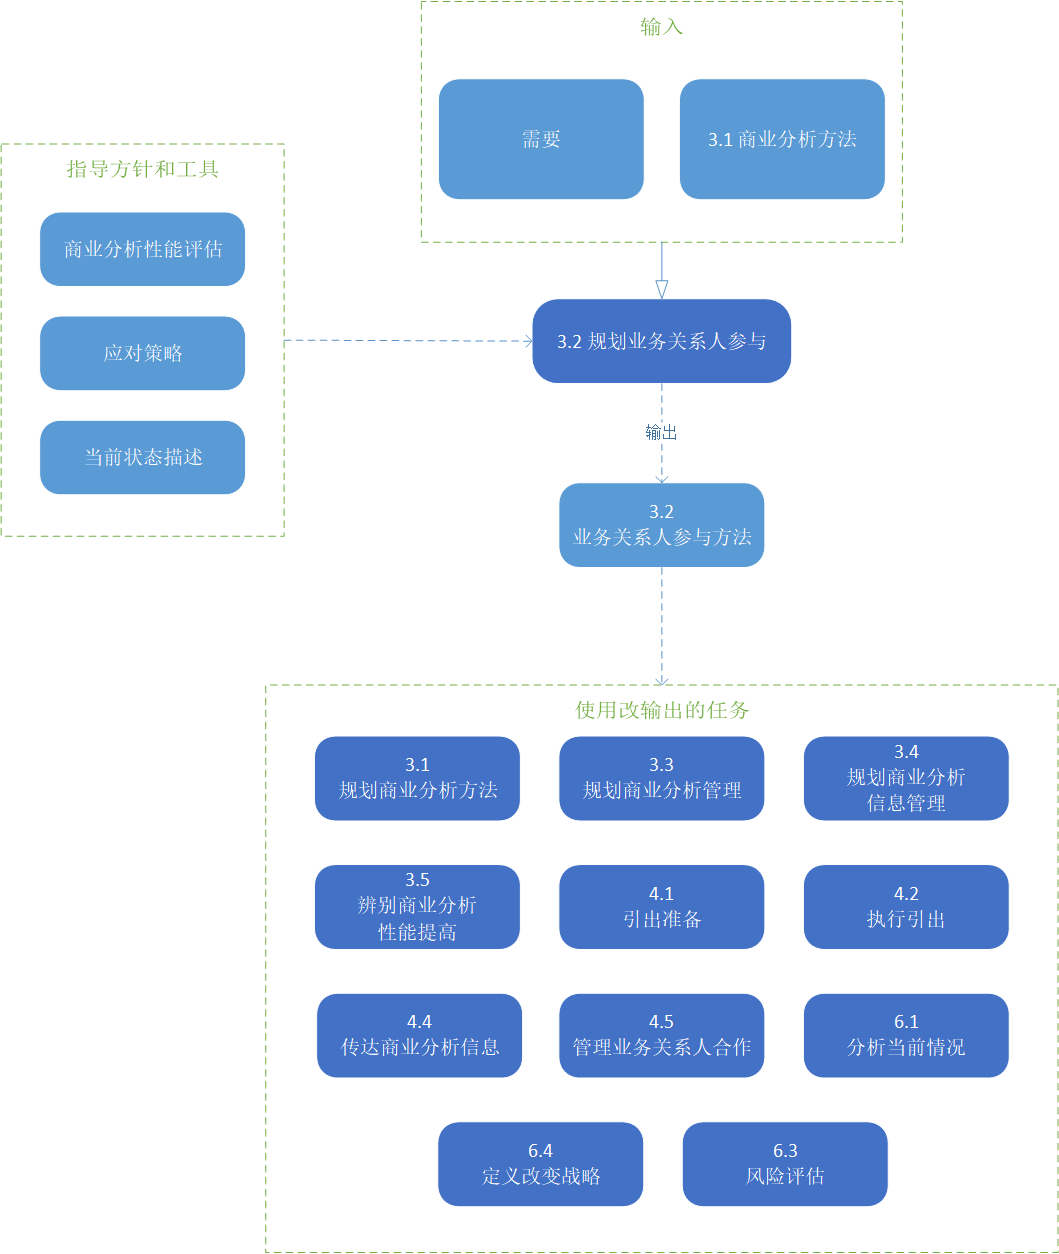 输入
需要
3.1 商业分析方法
指导方针和工具
商业分析性能评估
应对策略
当前状态描述
3.2 规划业务关系人参与
输出
3.2
业务关系人参与方法
使用改输出的任务
3.1
规划商业分析方法
3.3
规划商业分析管理
3.4
规划商业分析
信息管理
3.5
辨别商业分析
性能提高
4.1
引出准备
4.2
执行引出
4.4
传达商业分析信息
4.5
管理业务关系人合作
6.1
分析当前情况
6.4
定义改变战略
6.3
风险评估